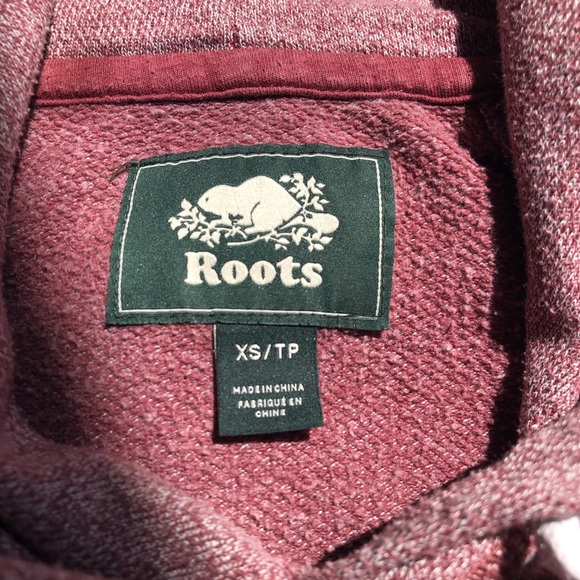 Roots
XS/TP
MADE IN CHINA
FABRIQUÉ EN
CHINE